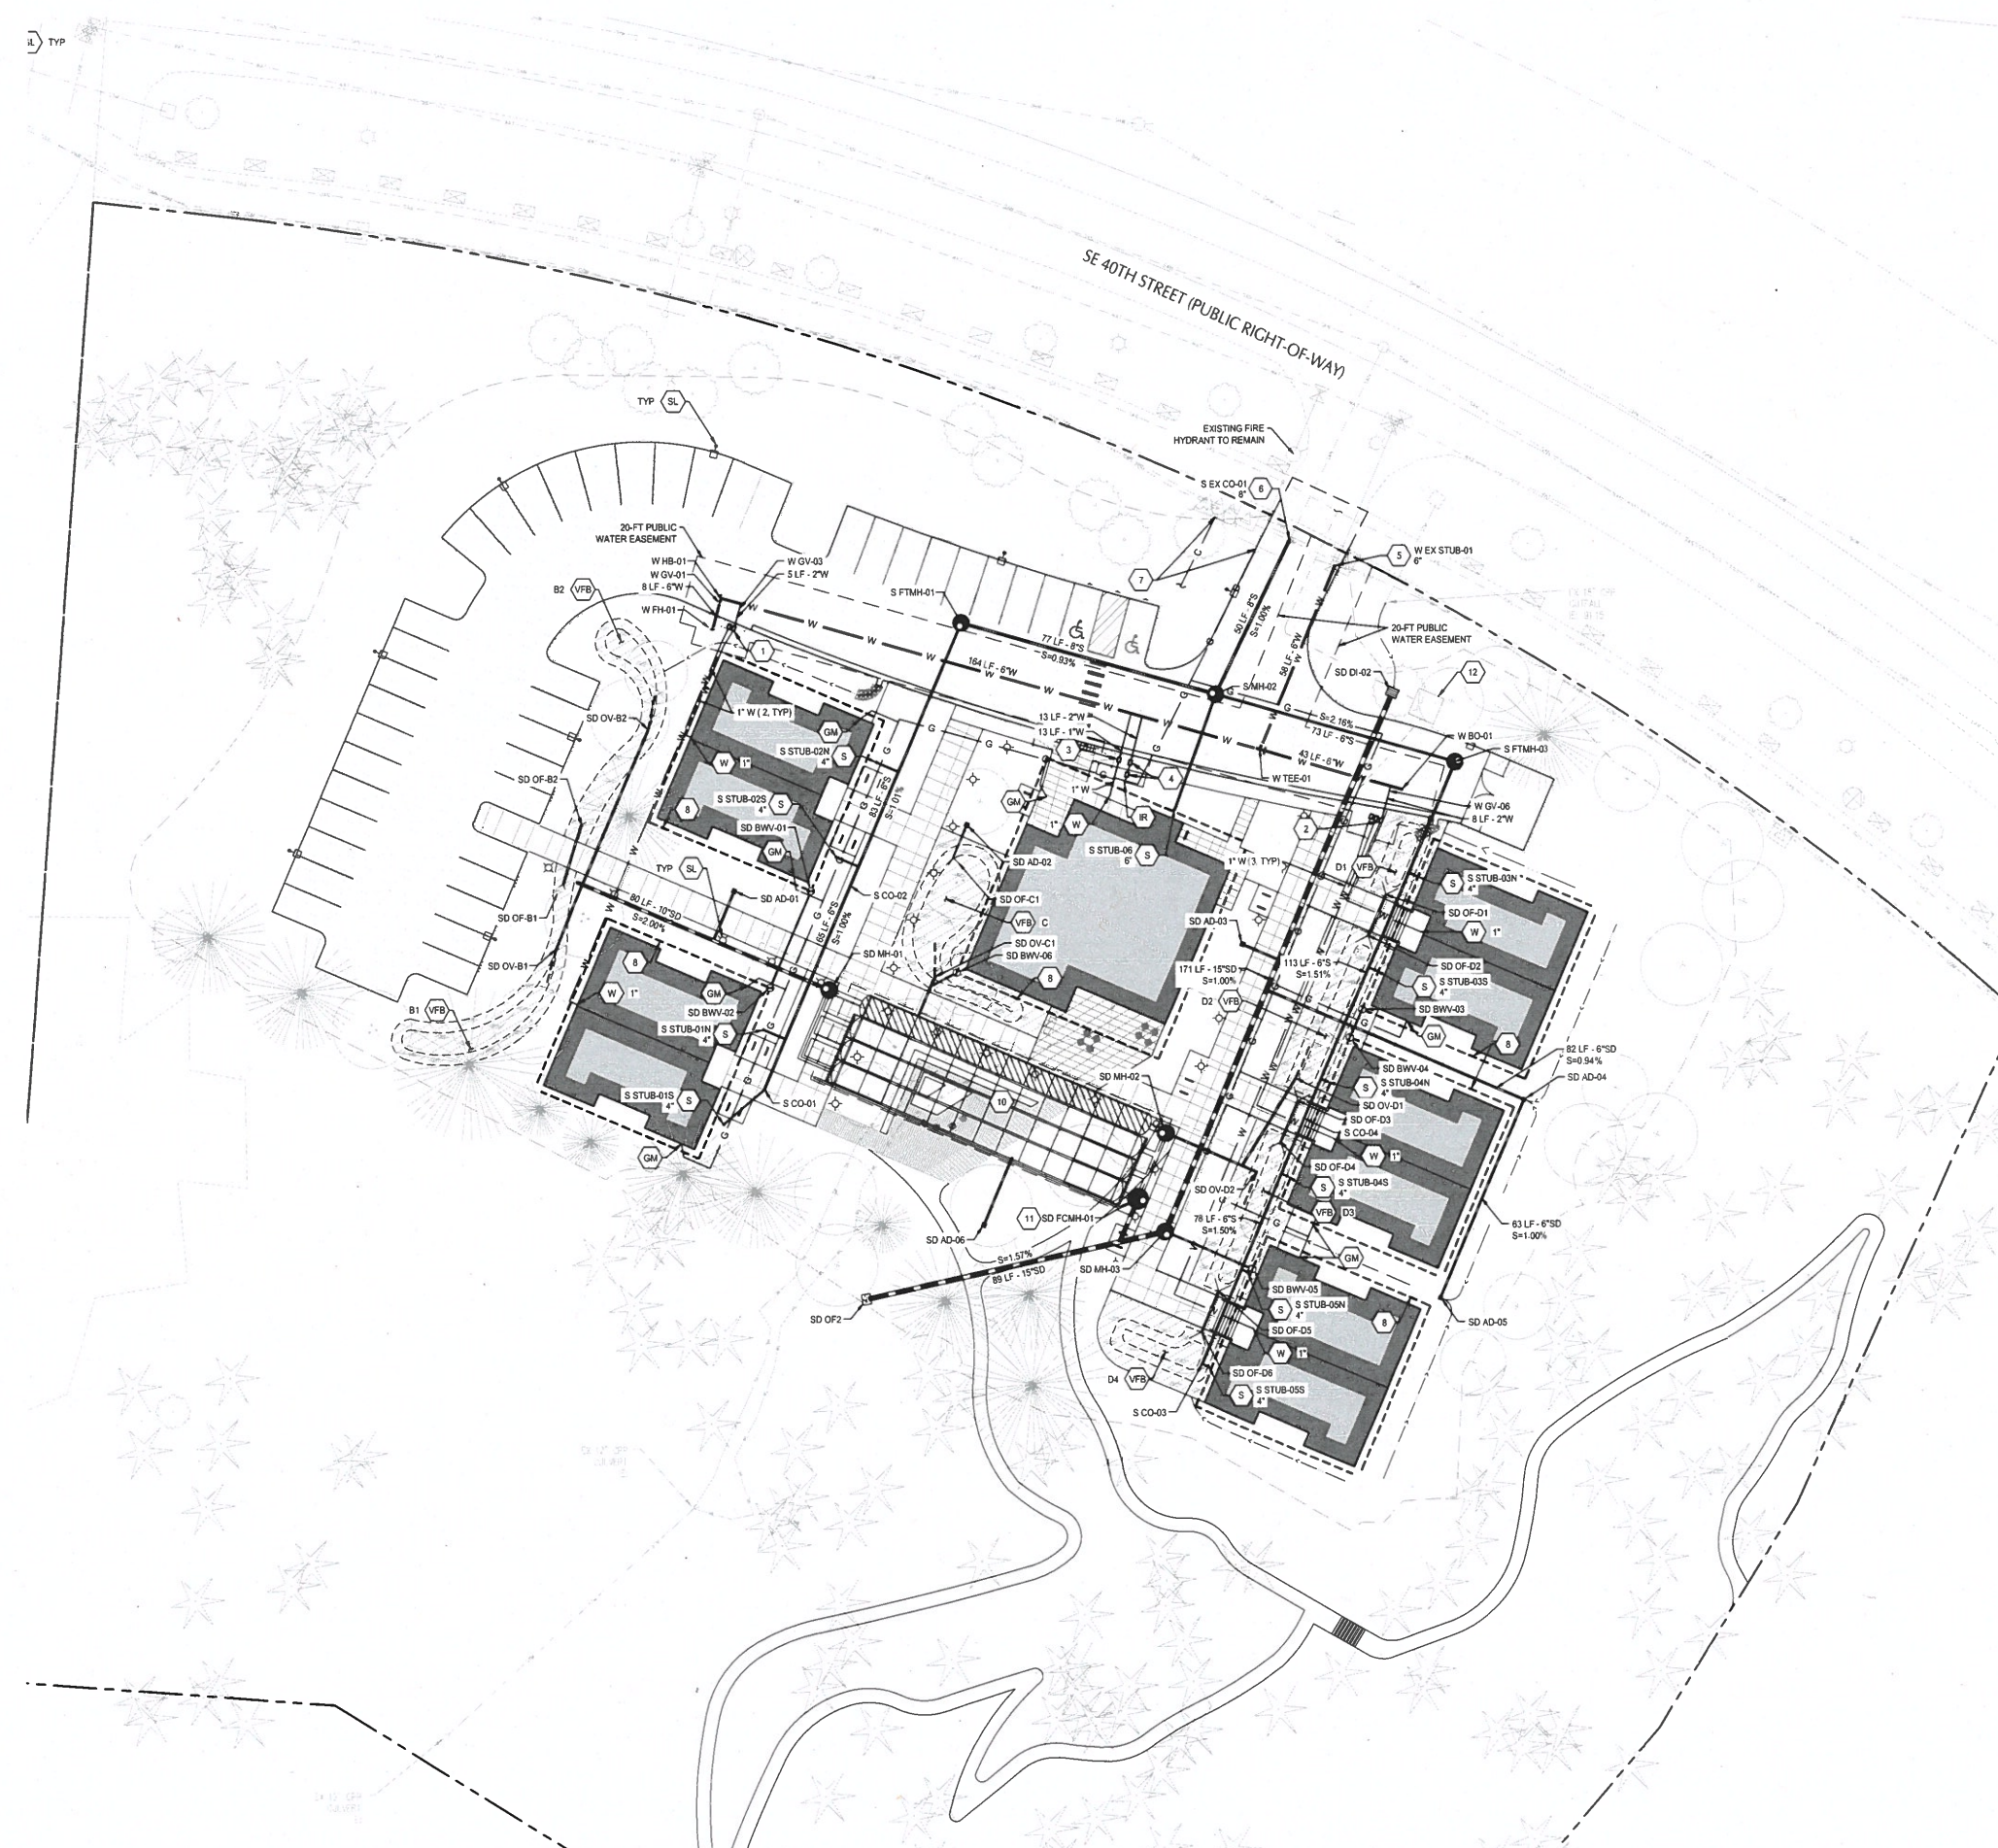 TYP
SE 40TH STREET (PUBLIC RIGHT-OF-WAY)
TYP SL
EXISTING FIRE
HYDRANT TO REMAIN
S EX CO-01
8"
6
20-FT PUBLIC
WATER EASEMENT
W HB-01
W GV-03
W GV-01
5 LF - 2"W
8 LF - 6"W
B2 VFB
W FH-01
S FTMH-01
5
W EX STUB-01
6"
7
C
50 LF - 8"S
S=1.00%
58 LF - 6"W
20-FT PUBLIC
WATER EASEMENT
77 LF - 8"S
S=0.93%
164 LF - 6"W
1
S MH-02
SD DI-02
12
SD OV-B2
1" W ( 2, TYP)
GM
S STUB-02N
4"
S
13 LF - 2"W
13 LF - 1"W
3
4
S=2.16%
73 LF - 6"S
43 LF - 6"W
W BO-01
S FTMH-03
W TEE-01
W 1"
SD OF-B2
S STUB-02S
4"
S
8
83 LF - 6"S
S=1.01%
1" W
GM
1" W
IR
W GV-06
8 LF - 2"W
2
SD BWV-01
GM
S STUB-06
6"
S
SD AD-02
1" W (3, TYP)
D1 VFB
TYP SL
S
S STUB-03N
4"
SD AD-01
S CO-02
SD OF-C1
80 LF - 10"SD
S=2.00%
65 LF - 6"S
S=1.00%
SD OF-B1
VFB C
SD AD-03
SD OF-D1
W 1"
SD OV-C1
SD BWV-06
SD MH-01
SD OV-B1
8
8
171 LF - 15"SD
S=1.00%
113 LF - 6"S
S=1.51%
SD OF-D2
S
S STUB-03S
4"
W 1"
GM
D2 VFB
SD BWV-03
B1 VFB
SD BWV-02
S STUB-01N
4"
S
GM
8
82 LF - 6"SD
S=0.94%
SD BWV-04
SD AD-04
SD MH-02
S
S STUB-04N
4"
S STUB-01S
4"
S
S CO-01
10
SD OV-D1
SD OF-D3
S CO-04
GM
W 1"
SD OF-D4
S
S STUB-04S
4"
SD OV-D2
VFB D3
11
SD FCMH-01
78 LF - 6"S
S=1.50%
63 LF - 6"SD
S=1.00%
SD AD-06
GM
S=1.57%
89 LF - 15"SD
SD MH-03
SD BWV-05
S
S STUB-05N
4"
8
SD OF2
SD OF-D5
SD AD-05
W 1"
D4 VFB
SD OF-D6
S
S STUB-05S
4"
S CO-03